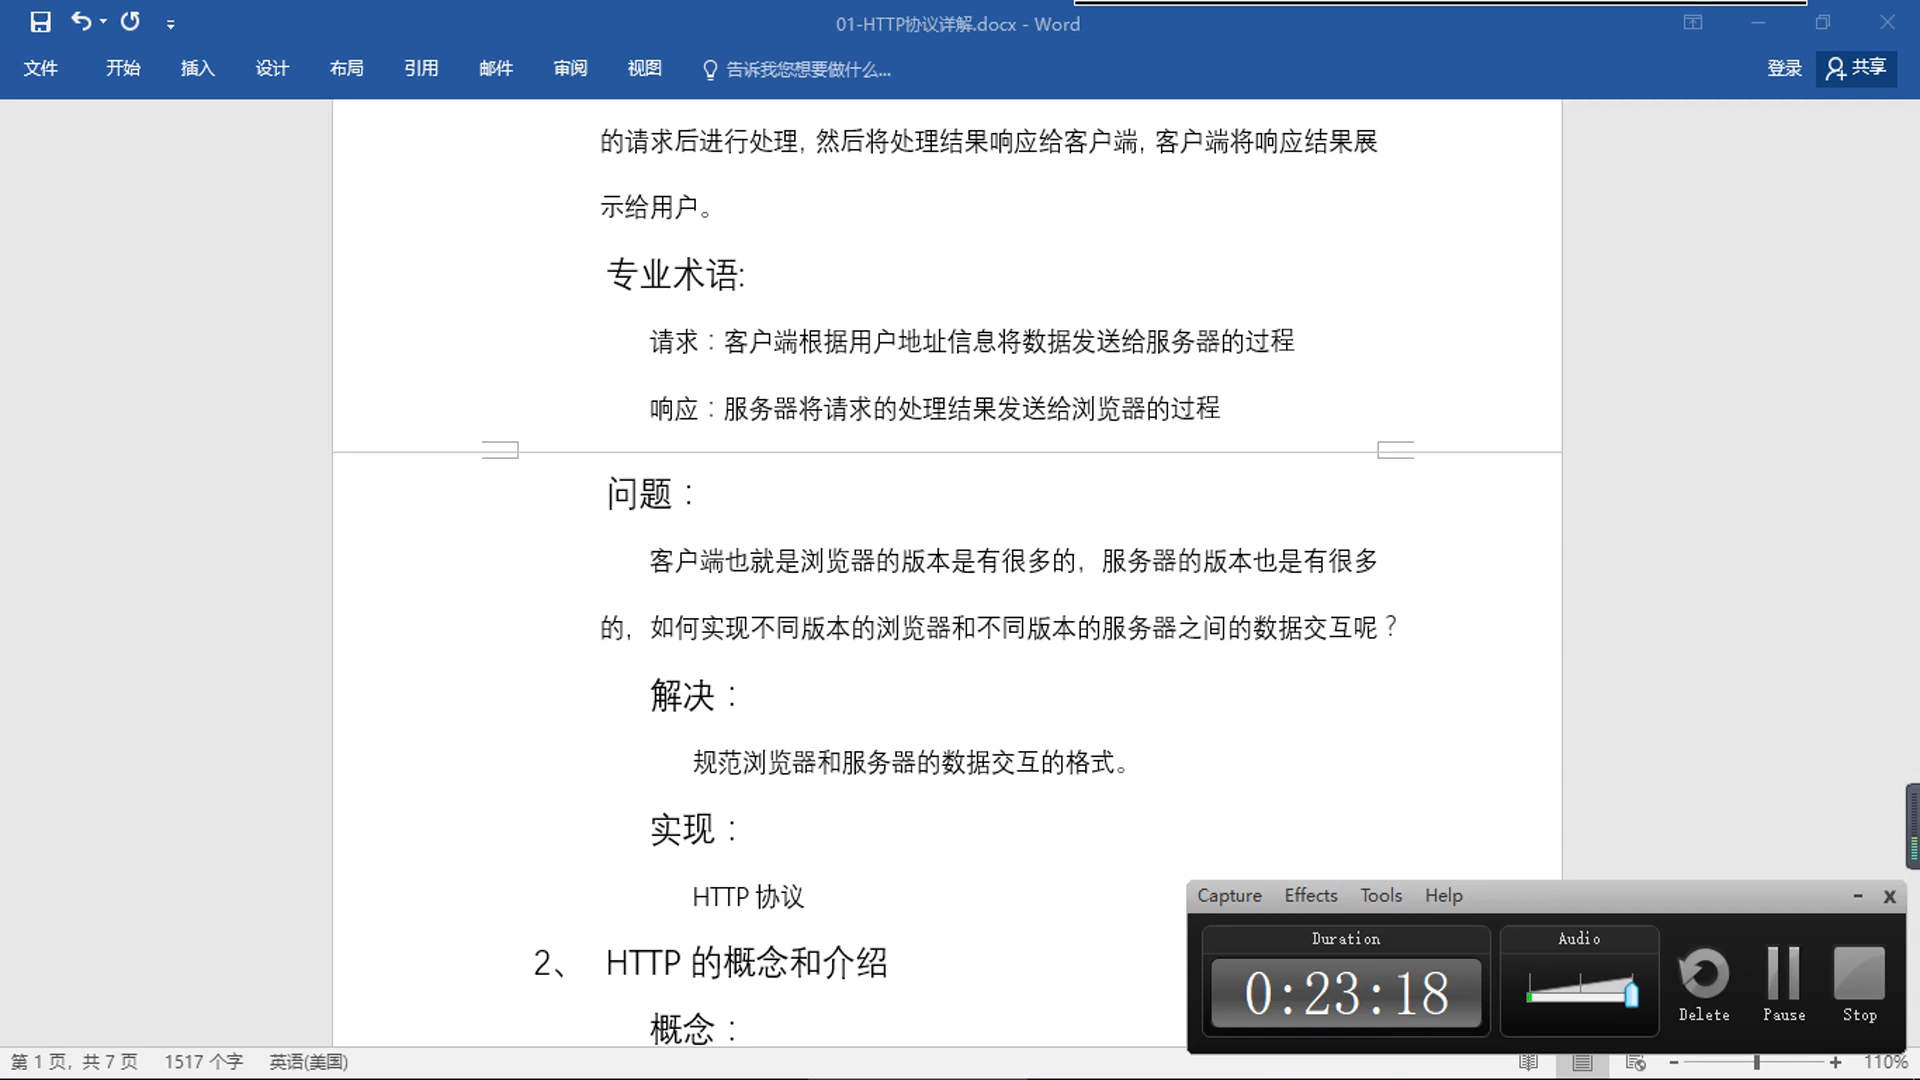 01-HTTP协议详解.docx - Word
文件 开始 插入 设计 布局 引用 邮件 审阅 视图 告诉我您想要做什么... 登录 共享
的请求后进行处理, 然后将处理结果响应给客户端, 客户端将响应结果展
示给用户。
专业术语:
请求：客户端根据用户地址信息将数据发送给服务器的过程
响应：服务器将请求的处理结果发送给浏览器的过程
问题：
客户端也就是浏览器的版本是有很多的，服务器的版本也是有很多
的，如何实现不同版本的浏览器和不同版本的服务器之间的数据交互呢？
解决：
规范浏览器和服务器的数据交互的格式。
实现：
HTTP 协议
2、 HTTP 的概念和介绍
概念：
Capture Effects Tools Help
Duration
Audio
0:23:18
Delete Pause Stop
第 1 页，共 7 页 1517 个字 英语(美国) 110%